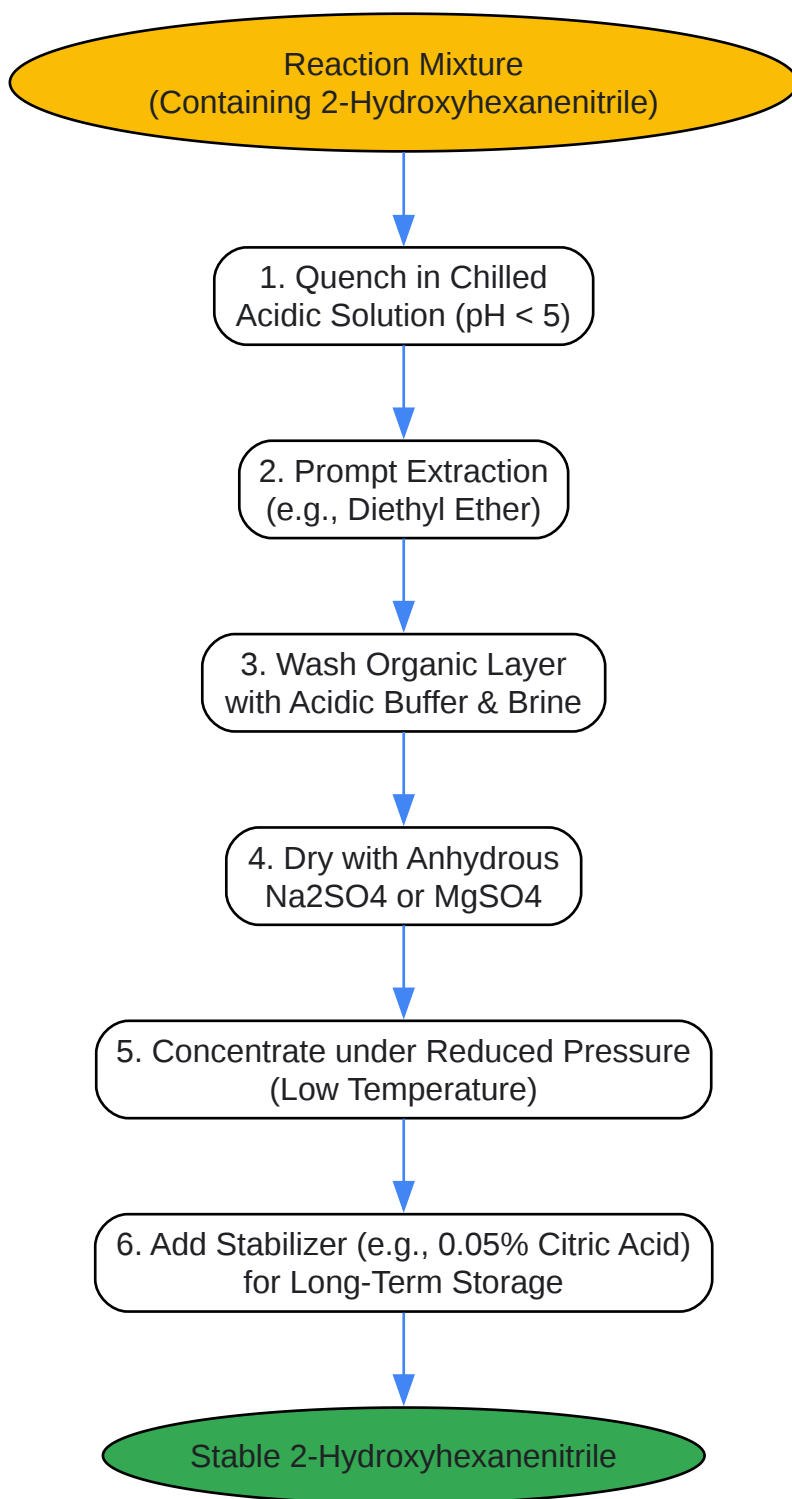 Reaction Mixture
(Containing 2-Hydroxyhexanenitrile)
1. Quench in Chilled
Acidic Solution (pH < 5)
2. Prompt Extraction
(e.g., Diethyl Ether)
3. Wash Organic Layer
with Acidic Buffer & Brine
4. Dry with Anhydrous
Na2SO4 or MgSO4
5. Concentrate under Reduced Pressure
(Low Temperature)
6. Add Stabilizer (e.g., 0.05% Citric Acid)
for Long-Term Storage
Stable 2-Hydroxyhexanenitrile